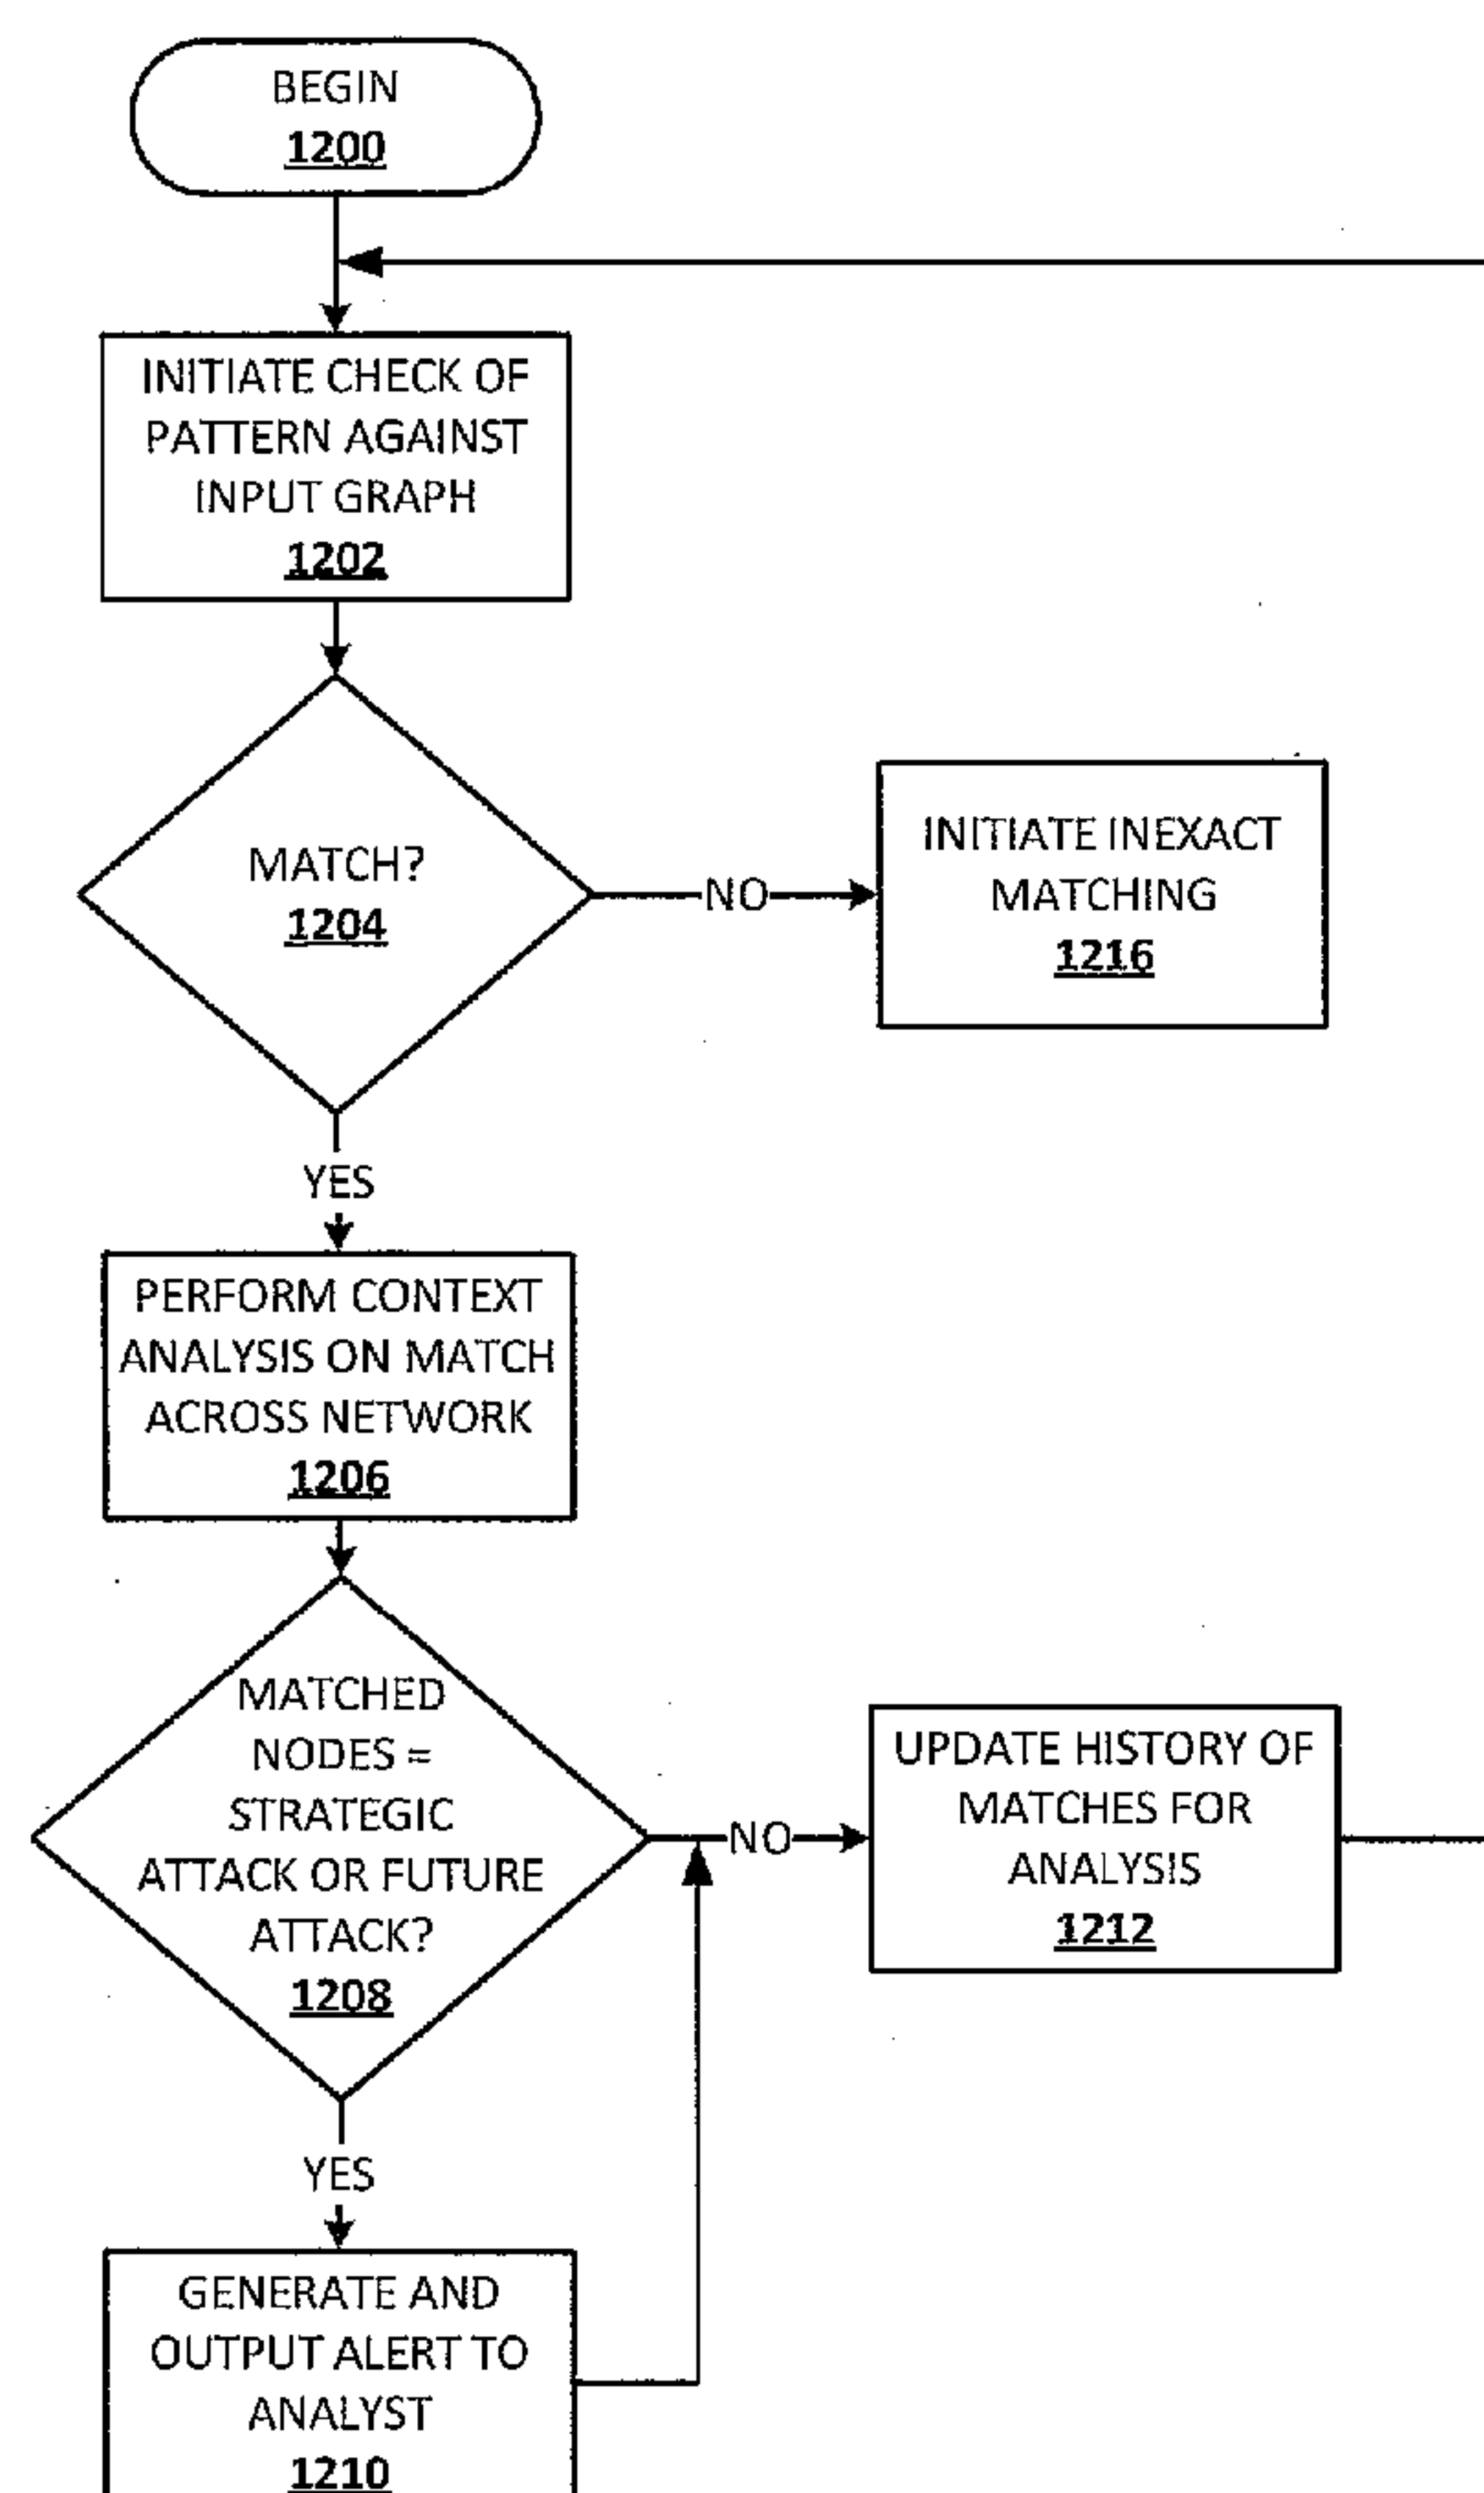 BEGIN
1200
INITIATE CHECK OF
PATTERN AGAINST
INPUT GRAPH
1202
MATCH?
1204
NO
INITIATE INEXACT
MATCHING
1216
YES
PERFORM CONTEXT
ANALYSIS ON MATCH
ACROSS NETWORK
1206
MATCHED
NODES =
STRATEGIC
ATTACK OR FUTURE
ATTACK?
1208
NO
UPDATE HISTORY OF
MATCHES FOR
ANALYSIS
1212
YES
GENERATE AND
OUTPUT ALERT TO
ANALYST
1210